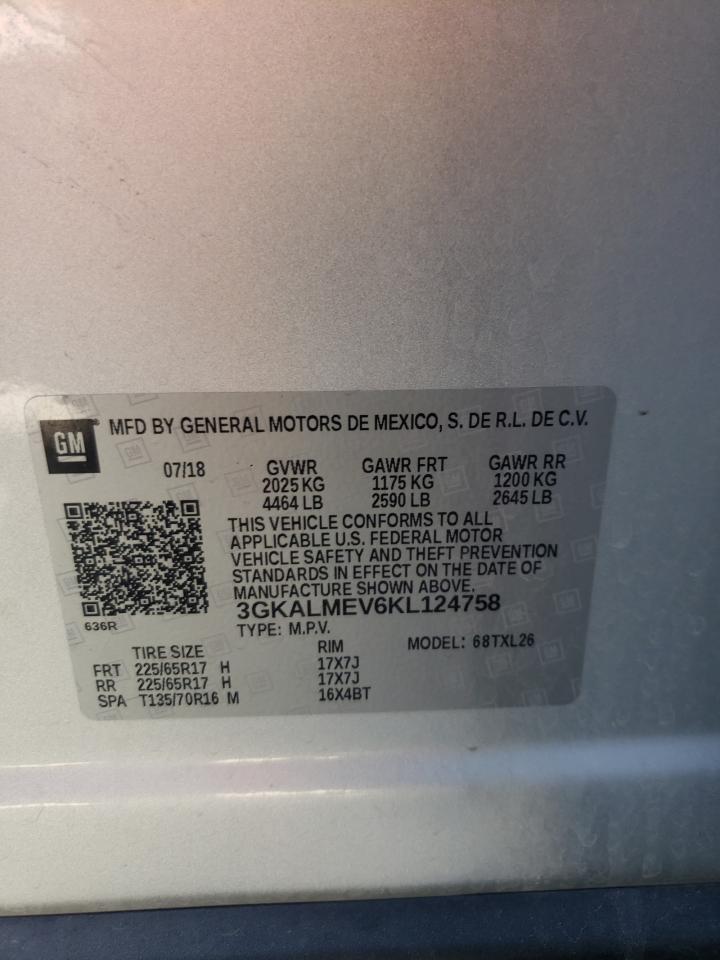 GM MFD BY GENERAL MOTORS DE MEXICO, S. DE R.L. DE C.V.
07/18 GVWR GAWR FRT GAWR RR
2025 KG 1175 KG 1200 KG
4464 LB 2590 LB 2645 LB
THIS VEHICLE CONFORMS TO ALL
APPLICABLE U.S. FEDERAL MOTOR
VEHICLE SAFETY AND THEFT PREVENTION
STANDARDS IN EFFECT ON THE DATE OF
MANUFACTURE SHOWN ABOVE.
3GKALMEV6KL124758
636R TYPE: M.P.V.
TIRE SIZE RIM MODEL: 68TXL26
FRT 225/65R17 H 17X7J
RR 225/65R17 H 17X7J
SPA T135/70R16 M 16X4BT